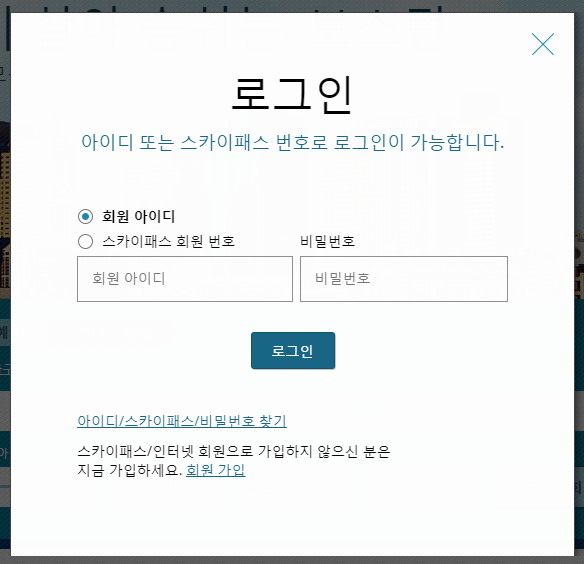 로그인
아이디 또는 스카이패스 번호로 로그인이 가능합니다.
회원 아이디
스카이패스 회원 번호
비밀번호
회원 아이디
비밀번호
로그인
아이디/스카이패스/비밀번호 찾기
스카이패스/인터넷 회원으로 가입하지 않으신 분은
지금 가입하세요. 회원 가입